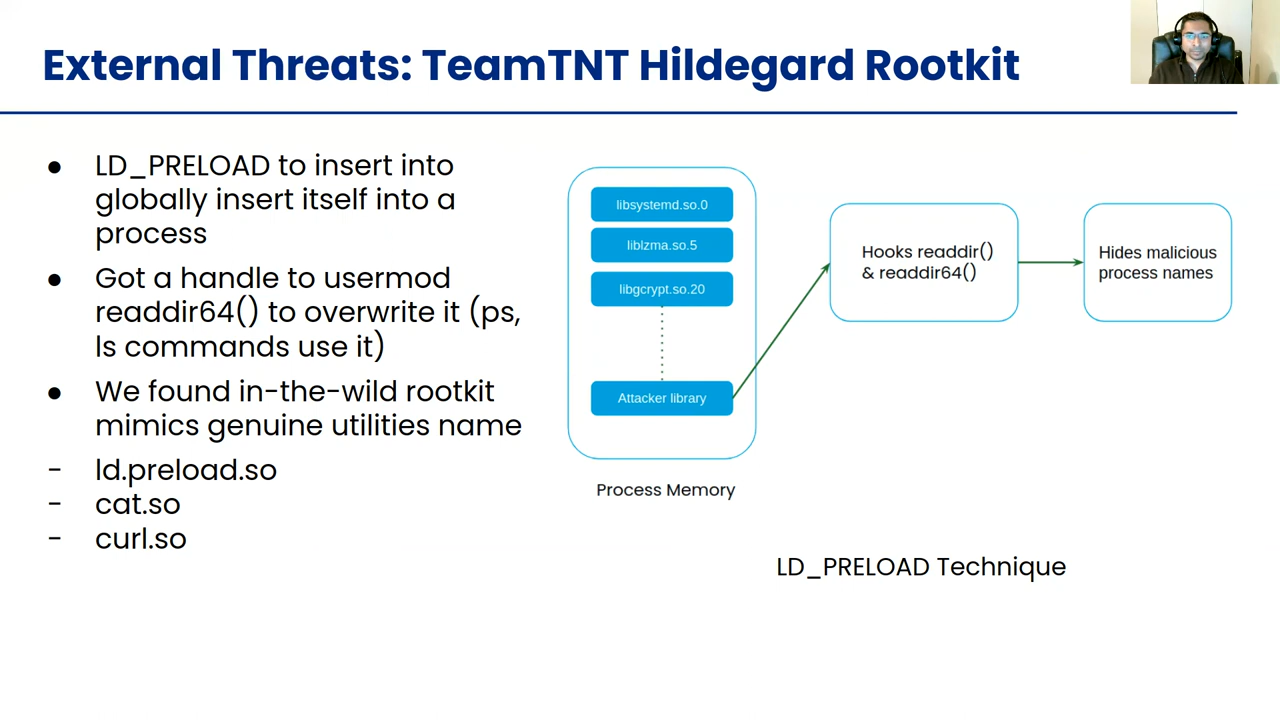 External Threats: TeamTNT Hildegard Rootkit
● LD_PRELOAD to insert into
globally insert itself into a
process
● Got a handle to usermod
readdir64() to overwrite it (ps,
ls commands use it)
● We found in-the-wild rootkit
mimics genuine utilities name
- ld.preload.so
- cat.so
- curl.so
libsystemd.so.0
liblzma.so.5
libgcrypt.so.20
Attacker library
Process Memory
Hooks readdir()
& readdir64()
Hides malicious
process names
LD_PRELOAD Technique